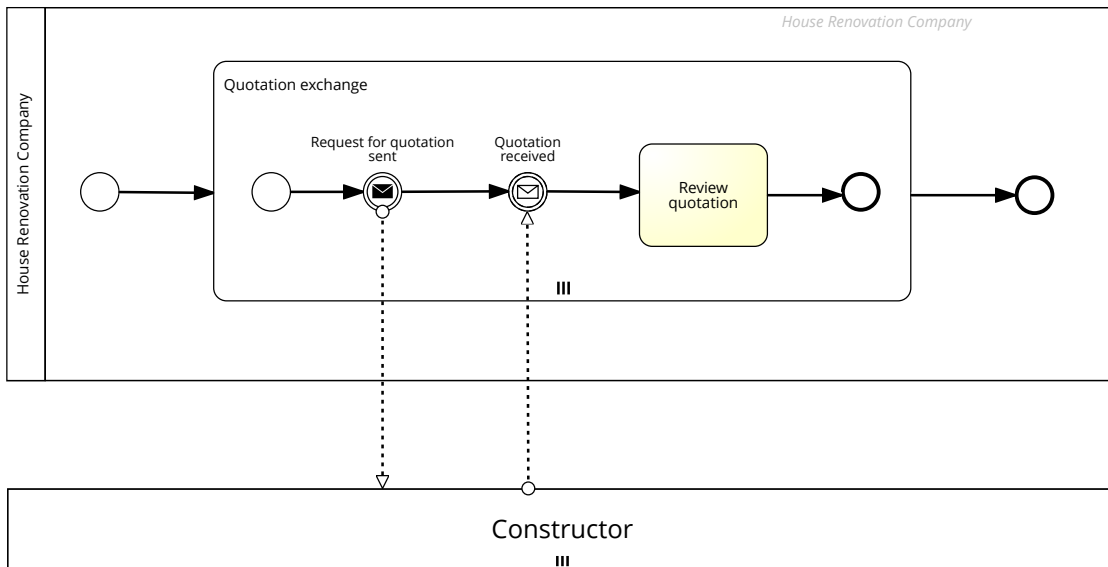 House Renovation Company
House Renovation Company
Quotation exchange
Request for quotation
sent
Quotation
received
Review
quotation
Constructor